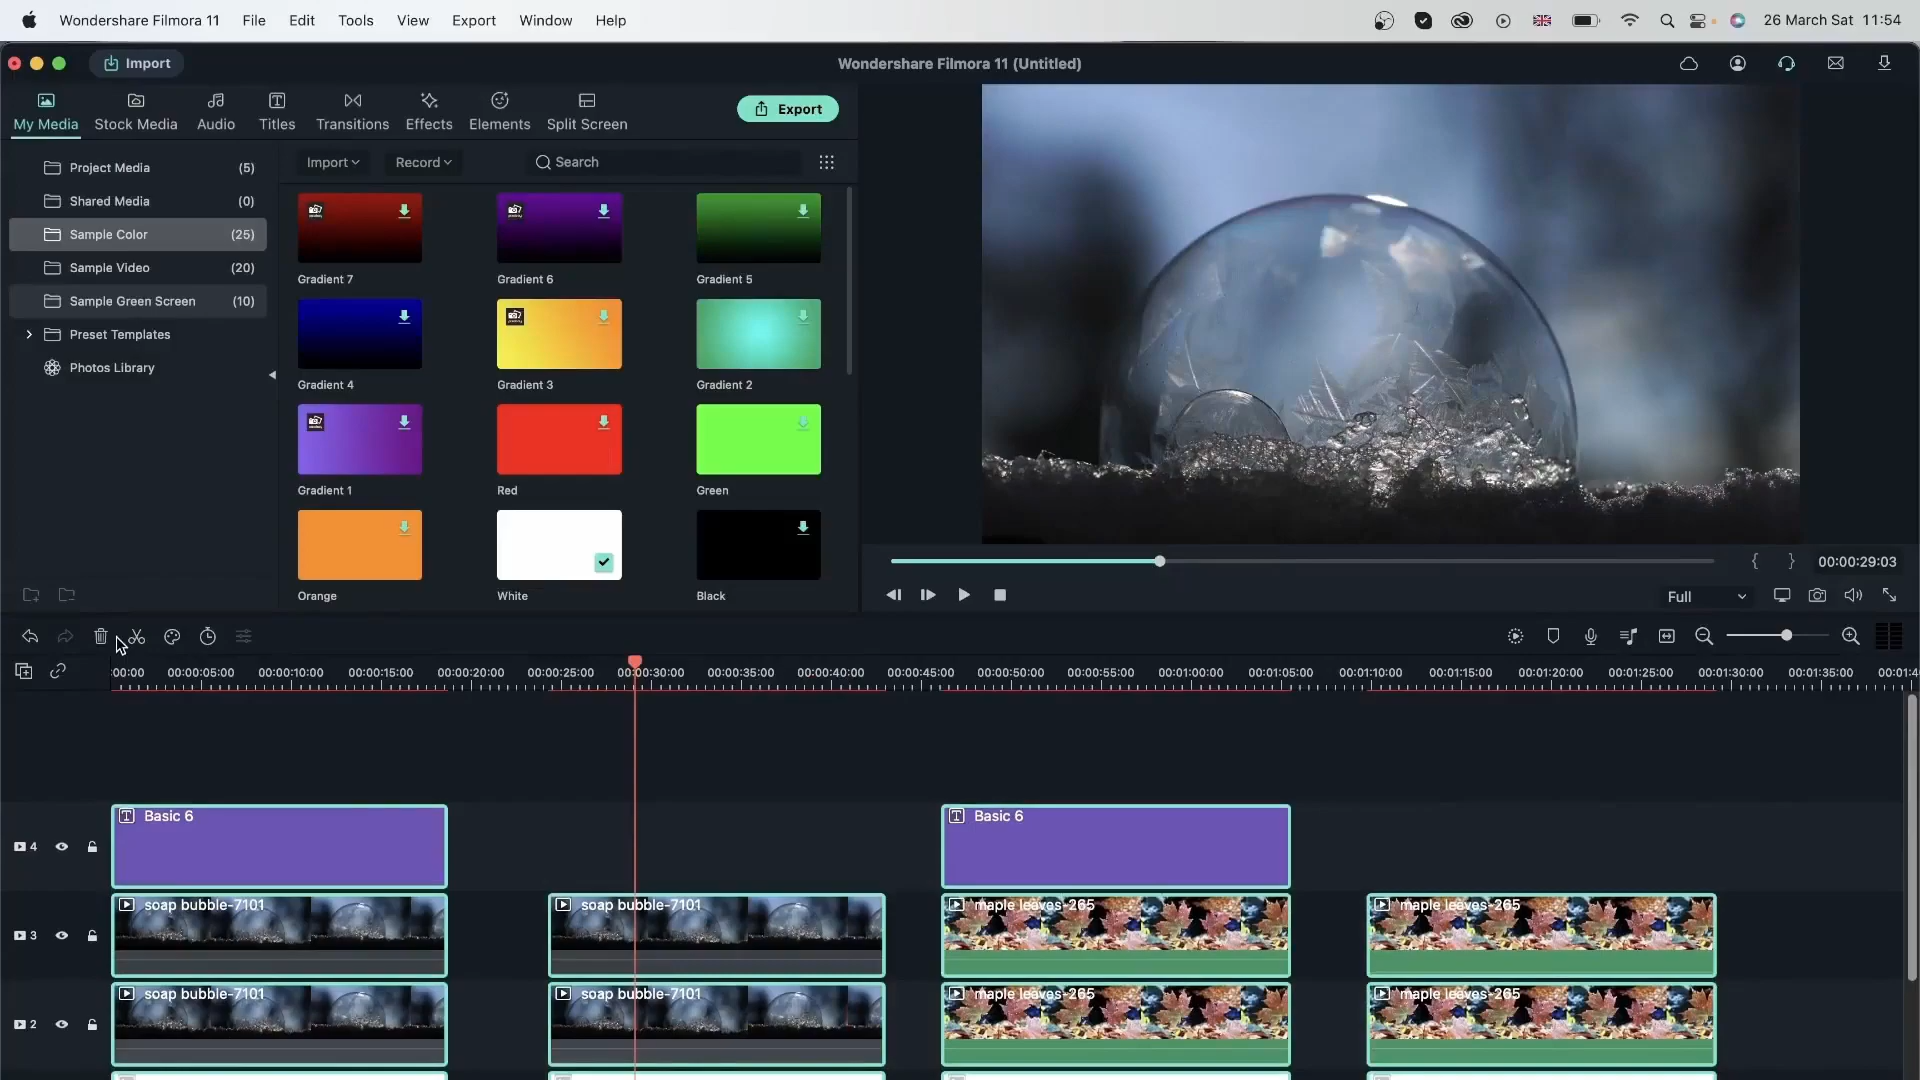 Wondershare Filmora 11 File Edit Tools View Export Window Help 26 March Sat 11:54
Import Wondershare Filmora 11 (Untitled)
My Media Stock Media Audio Titles Transitions Effects Elements Split Screen Export
Project Media (5)
Shared Media (0)
Sample Color (25)
Sample Video (20)
Sample Green Screen (10)
Preset Templates
Photos Library
Import Record Search
Gradient 7 Gradient 6 Gradient 5
Gradient 4 Gradient 3 Gradient 2
Gradient 1 Red Green
Orange White Black
00:00:29:03
Full
:00:00 00:00:05:00 00:00:10:00 00:00:15:00 00:00:20:00 00:00:25:00 00:00:30:00 00:00:35:00 00:00:40:00 00:00:45:00 00:00:50:00 00:00:55:00 00:01:00:00 00:01:05:00 00:01:10:00 00:01:15:00 00:01:20:00 00:01:25:00 00:01:30:00 00:01:35:00 00:01:4
4 Basic 6 Basic 6
3 soap bubble-7101 soap bubble-7101 maple leaves-265 maple leaves-265
2 soap bubble-7101 soap bubble-7101 maple leaves-265 maple leaves-265